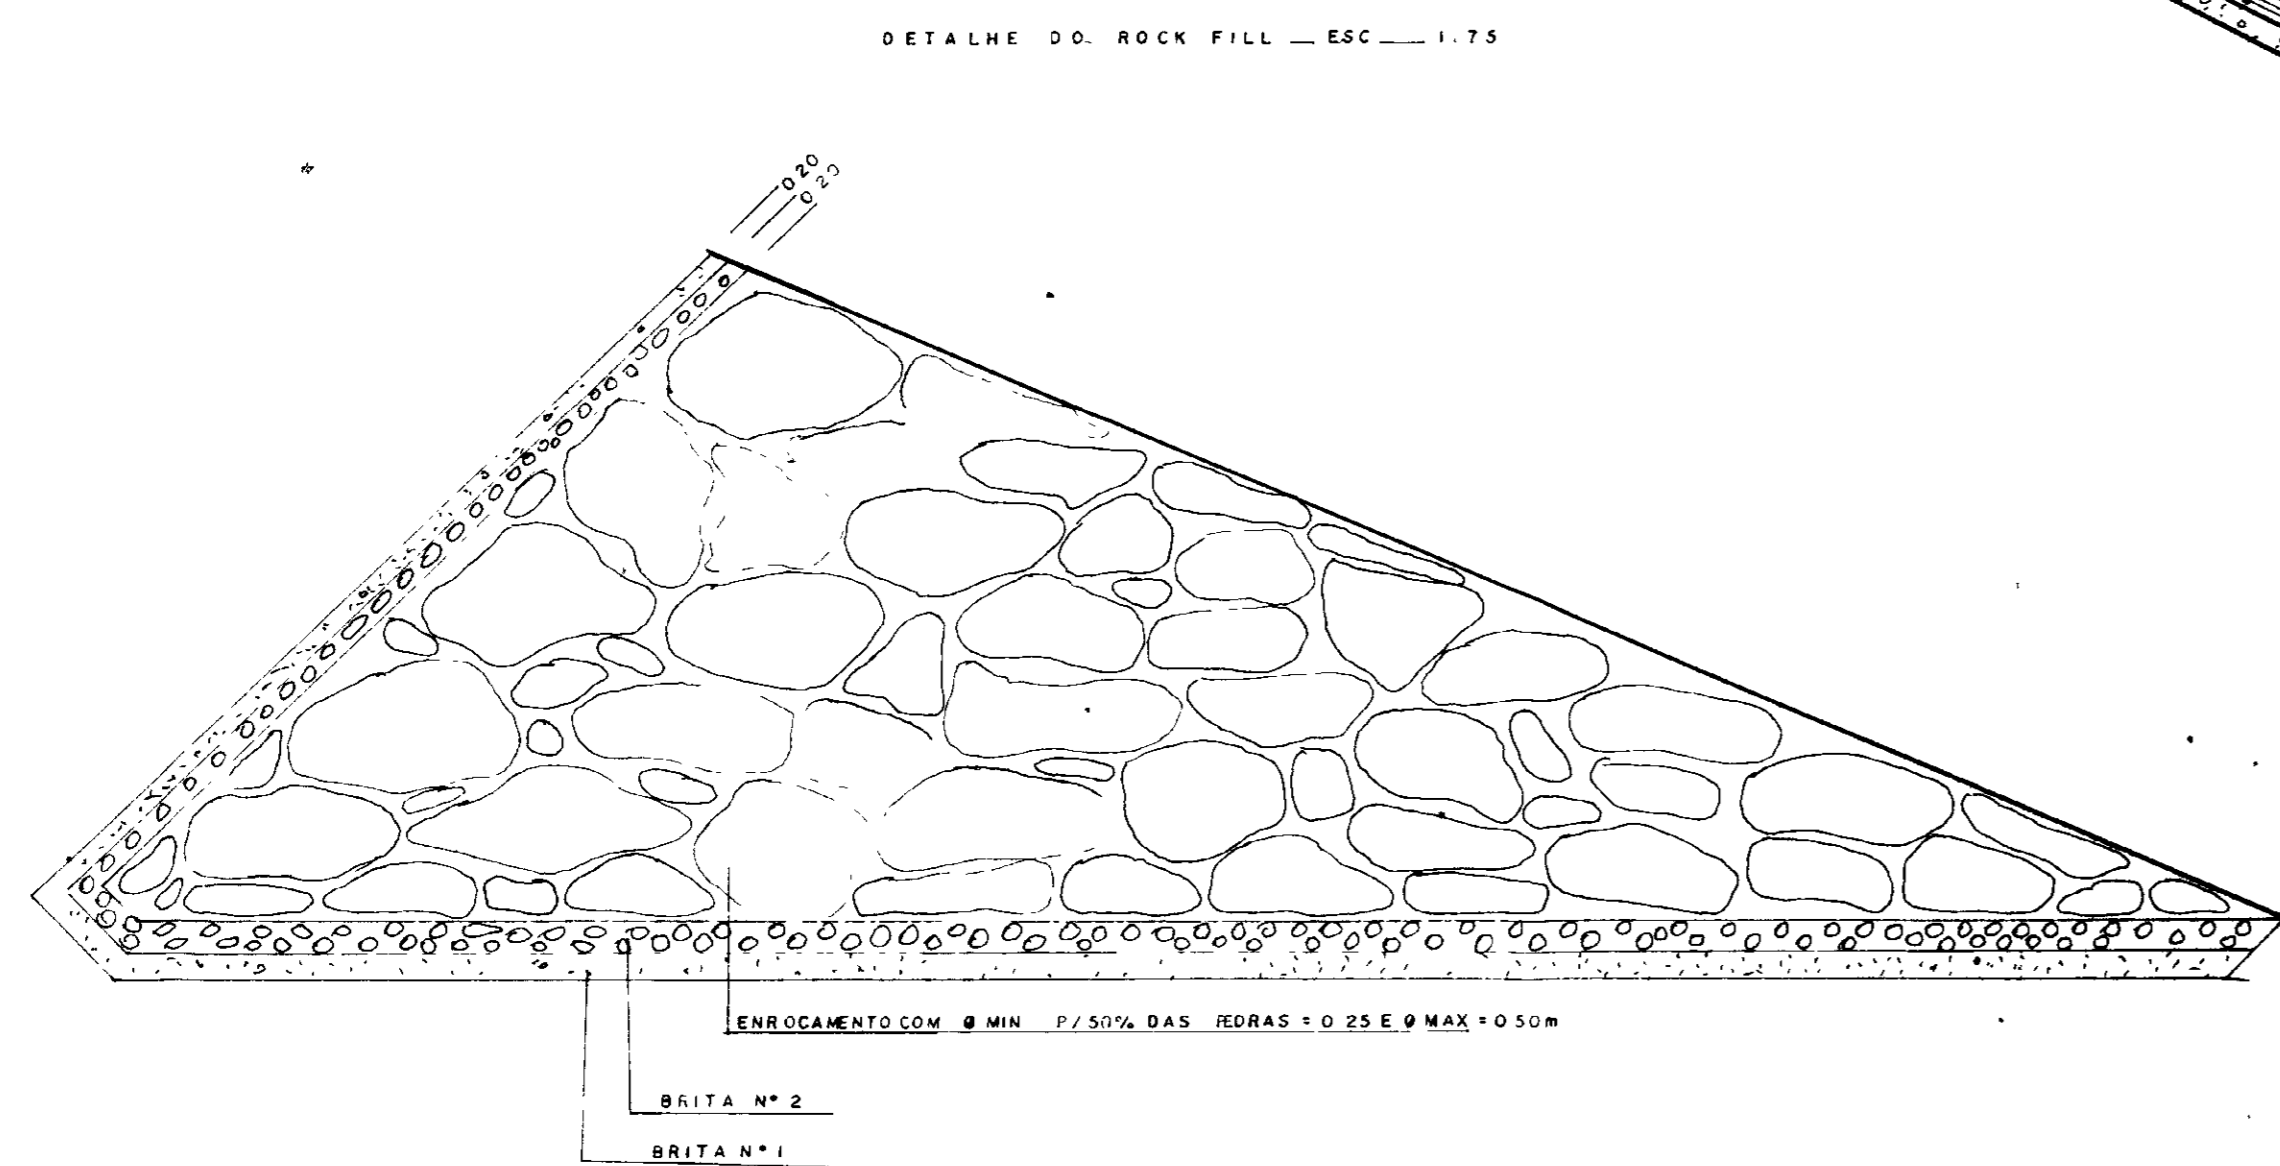 DETALHE DO ROCK FILL — ESC — 1.75
0 20
0 20
ENROCAMENTO COM Ø MIN P/ 50% DAS PEDRAS = 0 25 E Ø MAX = 0 50m
BRITA Nº 2
BRITA Nº 1